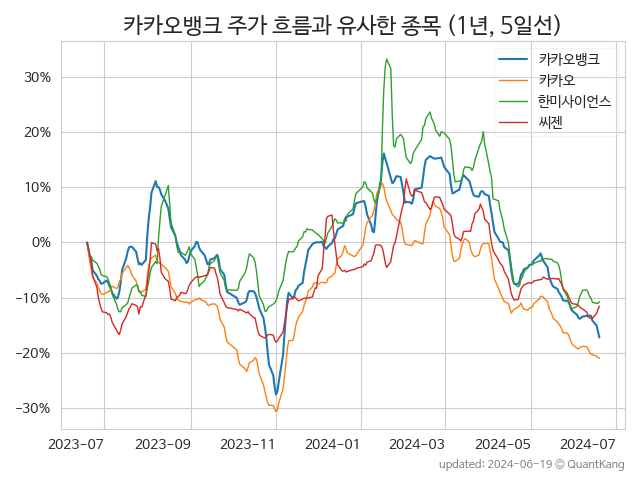 카카오뱅크 주가 흐름과 유사한 종목 (1년, 5일선)
카카오뱅크
카카오
한미사이언스
씨젠
30%
20%
10%
0%
−10%
−20%
−30%
2023-07 2023-09 2023-11 2024-01 2024-03 2024-05 2024-07
updated: 2024-06-19 © QuantKang